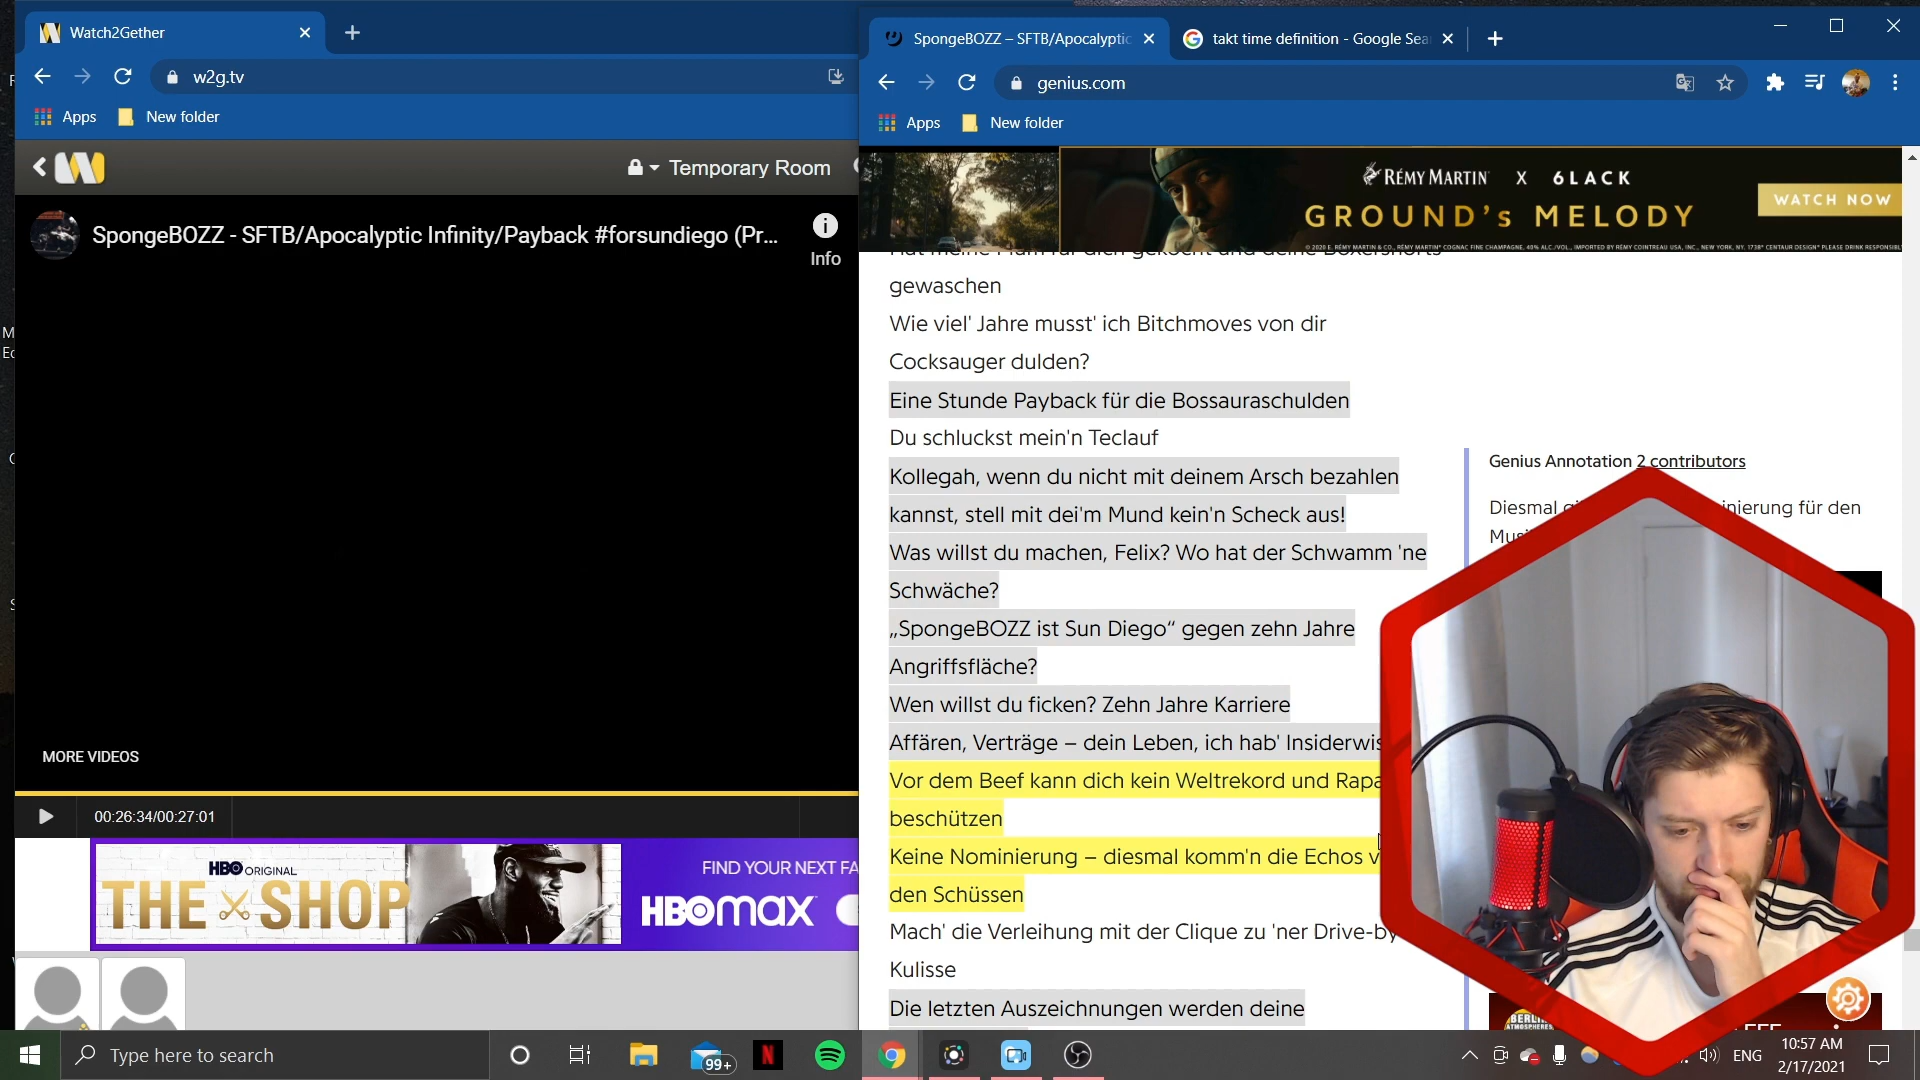 Watch2Gether
w2g.tv
Apps
New folder
Temporary Room
SpongeBOZZ - SFTB/Apocalyptic Infinity/Payback #forsundiego (Pr...
Info
MORE VIDEOS
00:26:34/00:27:01
HBO ORIGINAL
THE SHOP
FIND YOUR NEXT FA
HBOmax
SpongeBOZZ – SFTB/Apocalyptic
takt time definition - Google Sea
genius.com
Apps
New folder
RÉMY MARTIN X 6LACK
GROUND's MELODY
WATCH NOW
gewaschen
Wie viel' Jahre musst' ich Bitchmoves von dir
Cocksauger dulden?
Eine Stunde Payback für die Bossauraschulden
Du schluckst mein'n Teclauf
Kollegah, wenn du nicht mit deinem Arsch bezahlen
kannst, stell mit dei'm Mund kein'n Scheck aus!
Was willst du machen, Felix? Wo hat der Schwamm 'ne
Schwäche?
„SpongeBOZZ ist Sun Diego“ gegen zehn Jahre
Angriffsfläche?
Wen willst du ficken? Zehn Jahre Karriere
Affären, Verträge – dein Leben, ich hab' Insiderwis
Vor dem Beef kann dich kein Weltrekord und Rapa
beschützen
Keine Nominierung – diesmal komm'n die Echos v
den Schüssen
Mach' die Verleihung mit der Clique zu 'ner Drive-by
Kulisse
Die letzten Auszeichnungen werden deine
Genius Annotation 2 contributors
Diesmal inierung für den
Type here to search
99+
ENG
10:57 AM
2/17/2021